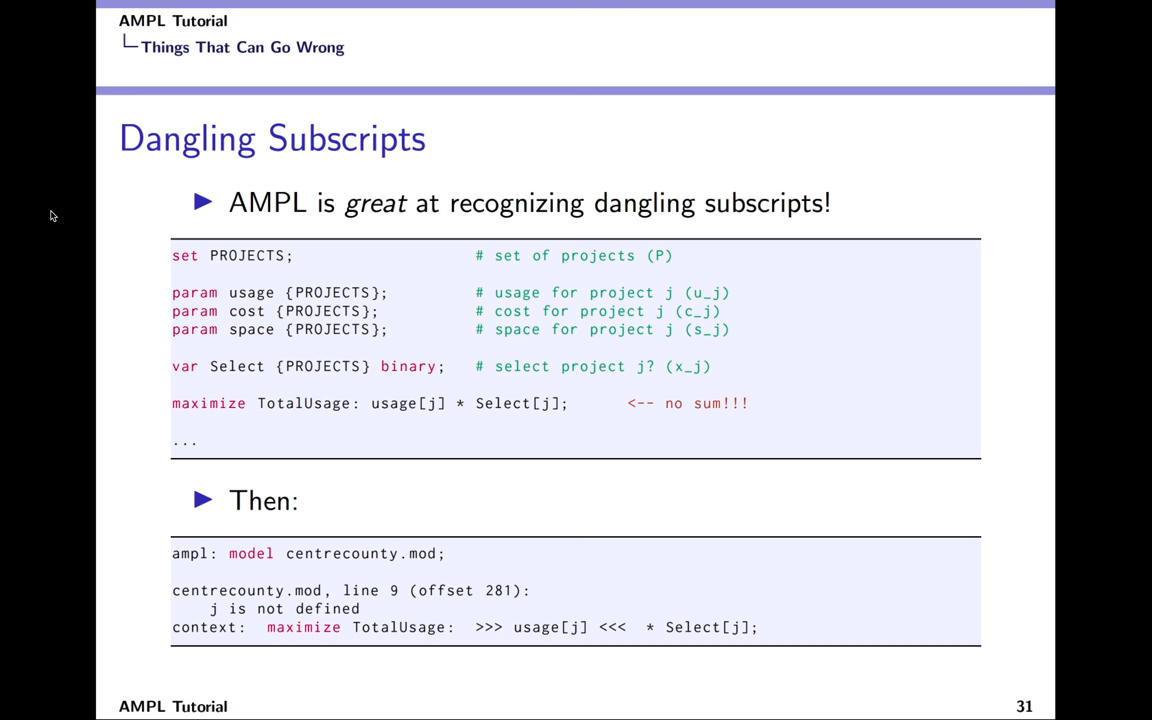 AMPL Tutorial
Things That Can Go Wrong
Dangling Subscripts
AMPL is great at recognizing dangling subscripts!
set PROJECTS; # set of projects (P)
param usage {PROJECTS}; # usage for project j (u_j)
param cost {PROJECTS}; # cost for project j (c_j)
param space {PROJECTS}; # space for project j (s_j)
var Select {PROJECTS} binary; # select project j? (x_j)
maximize TotalUsage: usage[j] * Select[j]; <-- no sum!!!
...
Then:
ampl: model centrecounty.mod;
centrecounty.mod, line 9 (offset 281):
j is not defined
context: maximize TotalUsage: >>> usage[j] <<< * Select[j];
AMPL Tutorial 31